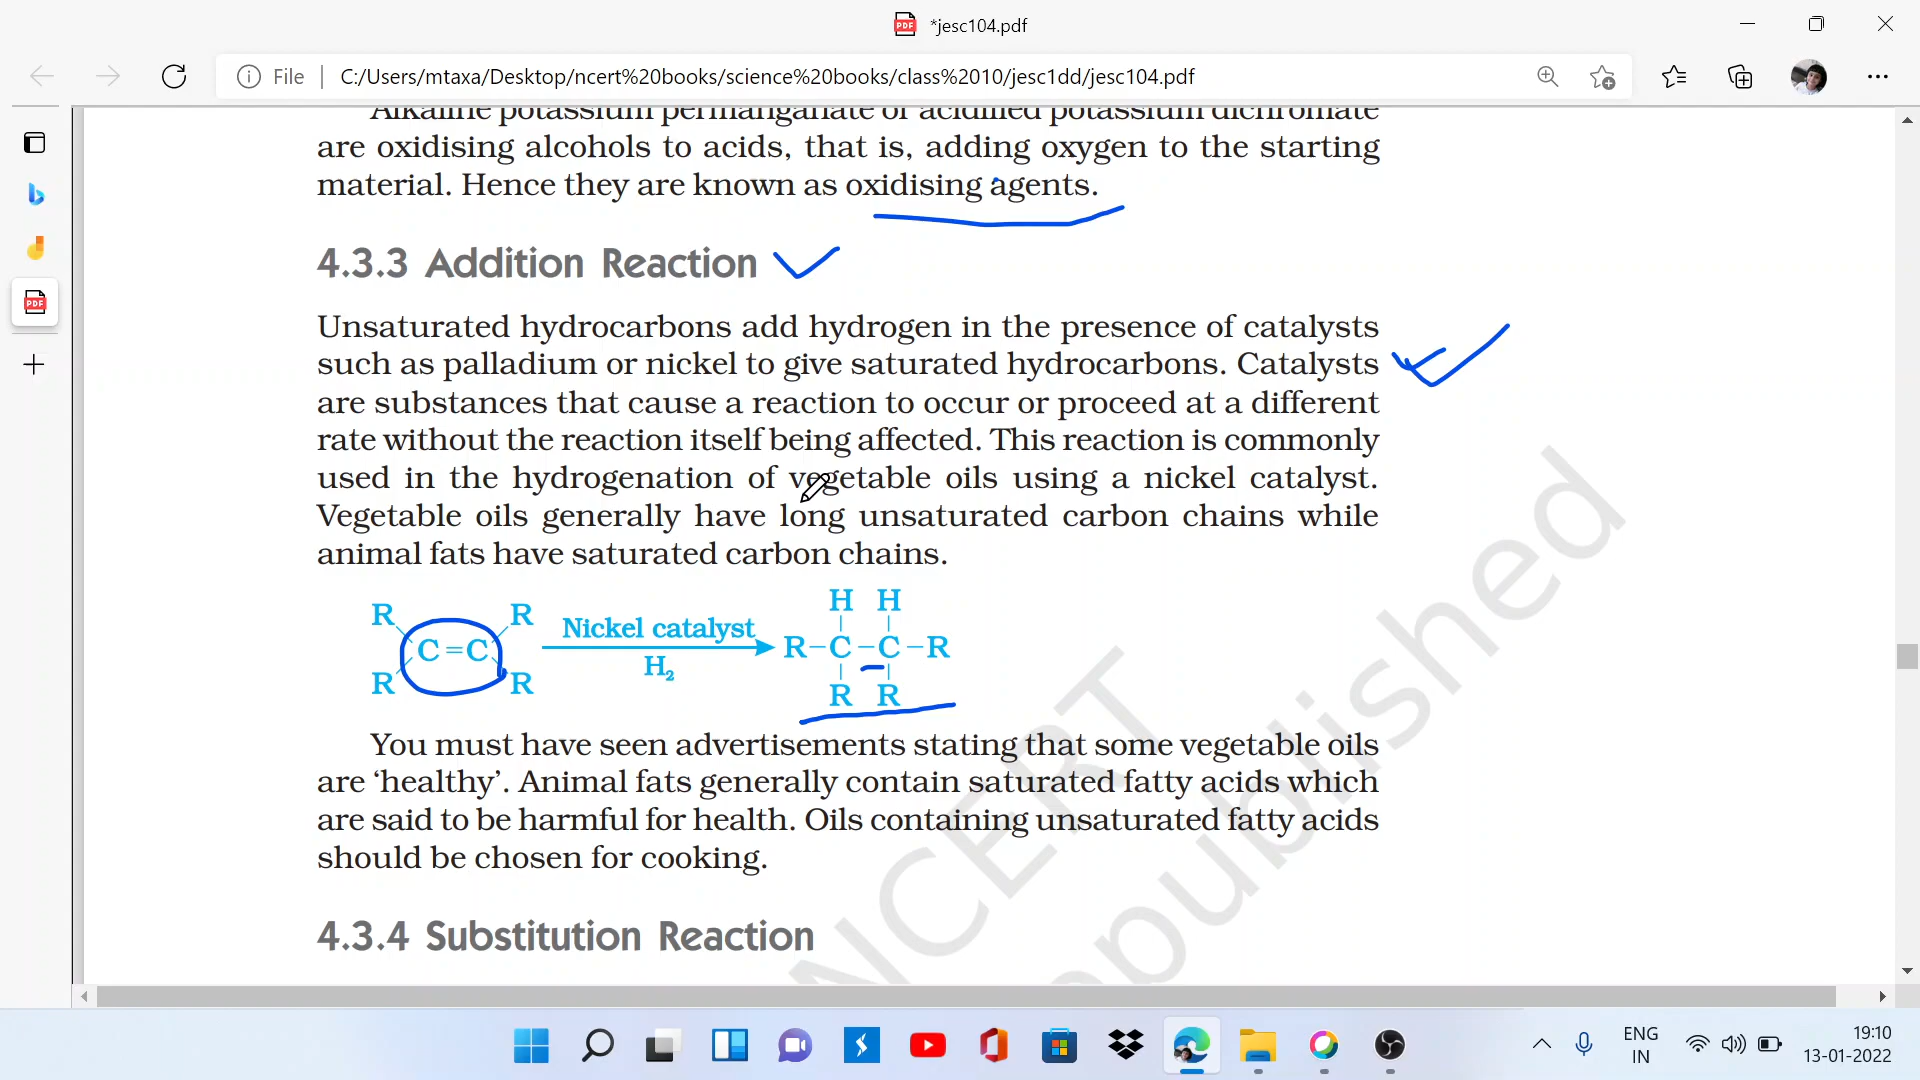 *jesc104.pdf
File
C:/Users/mtaxa/Desktop/ncert%20books/science%20books/class%2010/jesc1dd/jesc104.pdf
Alkaline potassium permanganate or acidified potassium dichromate
are oxidising alcohols to acids, that is, adding oxygen to the starting
material. Hence they are known as oxidising agents.
4.3.3 Addition Reaction
Unsaturated hydrocarbons add hydrogen in the presence of catalysts
such as palladium or nickel to give saturated hydrocarbons. Catalysts
are substances that cause a reaction to occur or proceed at a different
rate without the reaction itself being affected. This reaction is commonly
used in the hydrogenation of vegetable oils using a nickel catalyst.
Vegetable oils generally have long unsaturated carbon chains while
animal fats have saturated carbon chains.
H H
R R Nickel catalyst
C=C R-C-C-R
R R H₂
R R
You must have seen advertisements stating that some vegetable oils
are ‘healthy’. Animal fats generally contain saturated fatty acids which
are said to be harmful for health. Oils containing unsaturated fatty acids
should be chosen for cooking.
4.3.4 Substitution Reaction
NCERT
published
ENG
IN
19:10
13-01-2022